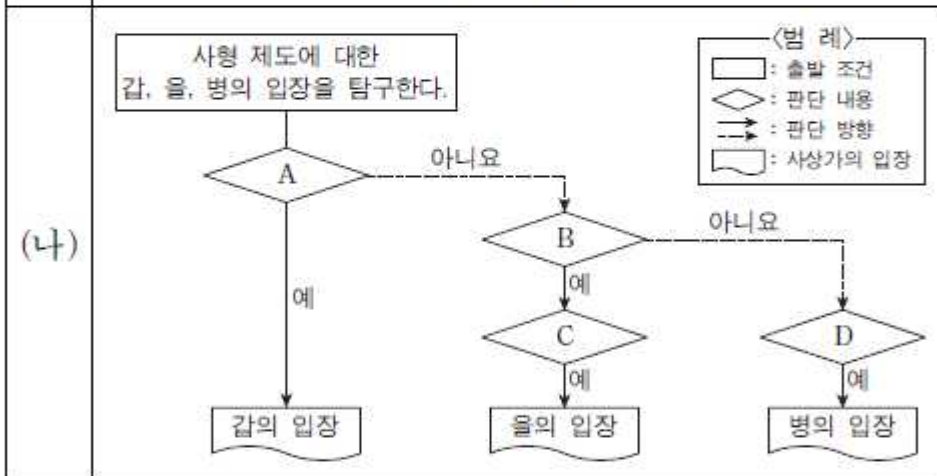 사형 제도에 대한
갑, 을, 병의 입장을 탐구한다.
<범 례>
: 출발 조건
: 판단 내용
: 판단 방향
: 사상가의 입장
(나)
A
아니요
B
아니요
예
예
C
D
예
예
갑의 입장
을의 입장
병의 입장